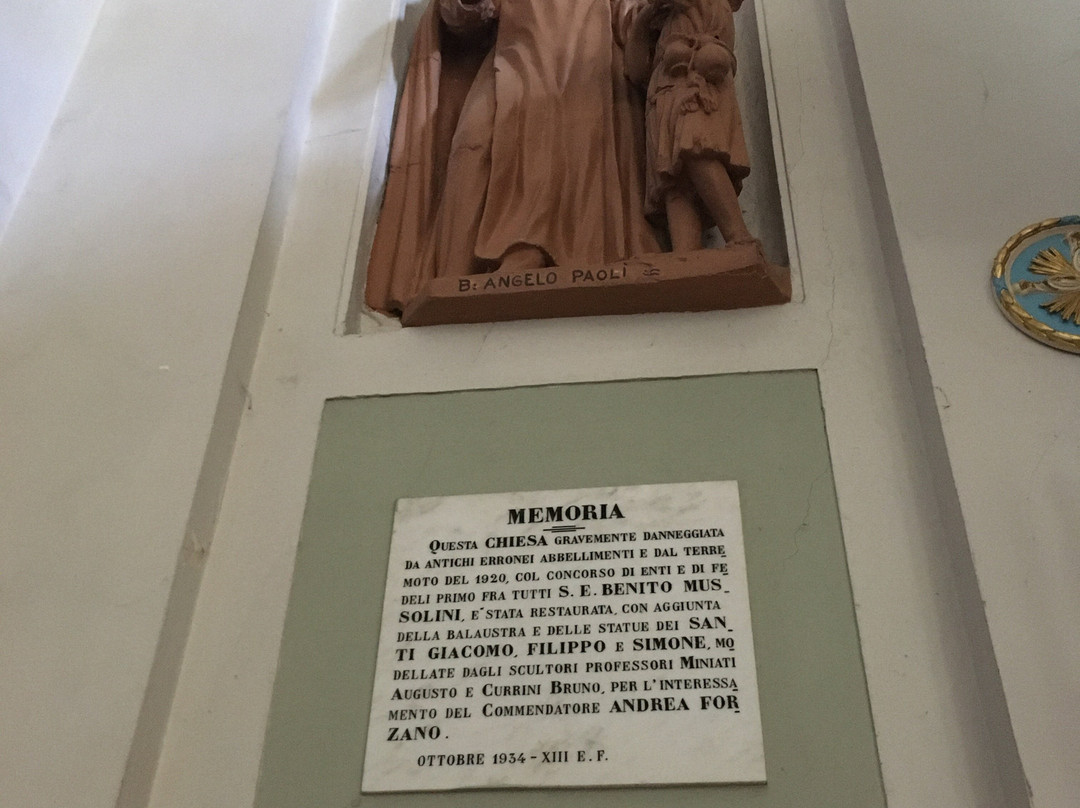 B: ANGELO PAOLI
MEMORIA
QUESTA CHIESA GRAVEMENTE DANNEGGIATA
DA ANTICHI ERRONEI ABBELLIMENTI E DAL TERRE=
MOTO DEL 1920, COL CONCORSO DI ENTI E DI FE=
DELI PRIMO FRA TUTTI S. E. BENITO MUS=
SOLINI, E' STATA RESTAURATA, CON AGGIUNTA
DELLA BALAUSTRA E DELLE STATUE DEI SAN=
TI GIACOMO, FILIPPO E SIMONE, MO
DELLATE DAGLI SCULTORI PROFESSORI MINIATI
AUGUSTO E CURRINI BRUNO, PER L'INTERESSA
MENTO DEL COMMENDATORE ANDREA FOR=
ZANO.
OTTOBRE 1934 - XIII E. F.